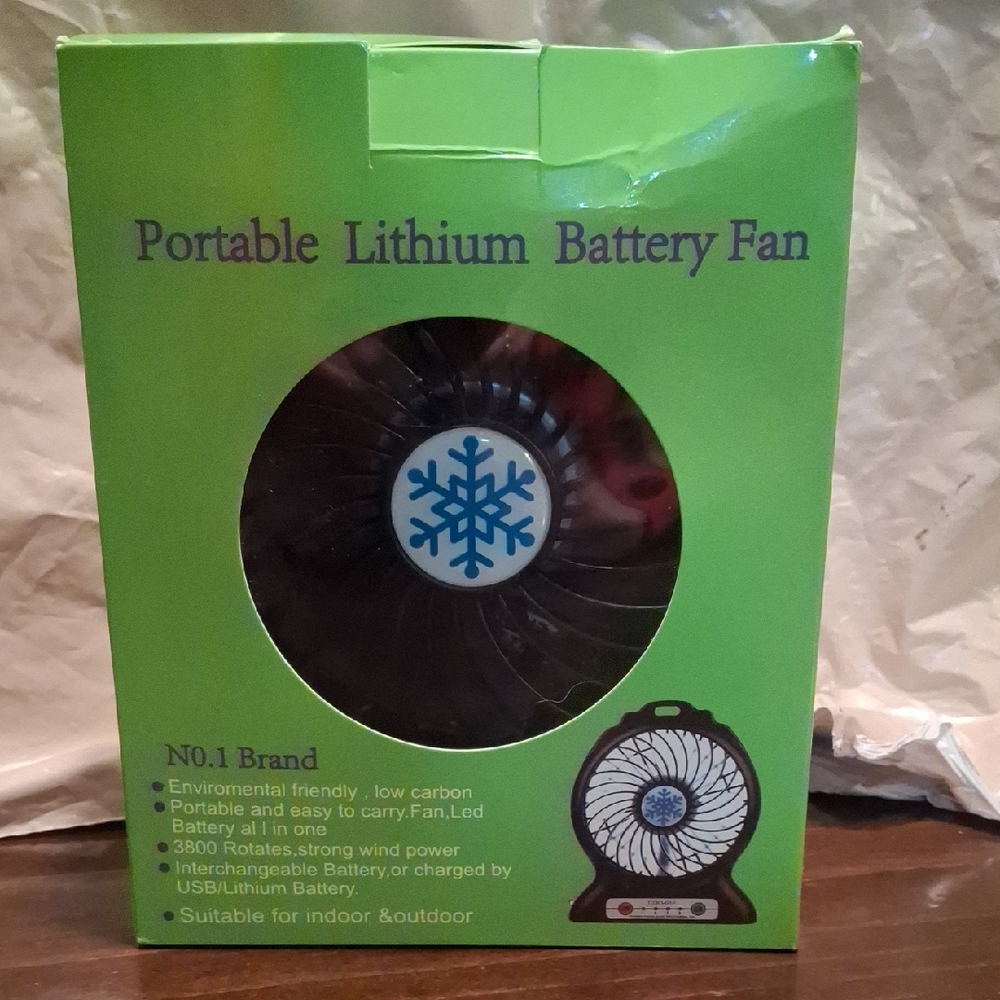 Portable Lithium Battery Fan
N0.1 Brand
Enviromental friendly , low carbon
Portable and easy to carry.Fan,Led
Battery al l in one
3800 Rotates,strong wind power
Interchangeable Battery,or charged by
USB/Lithium Battery.
Suitable for indoor &outdoor